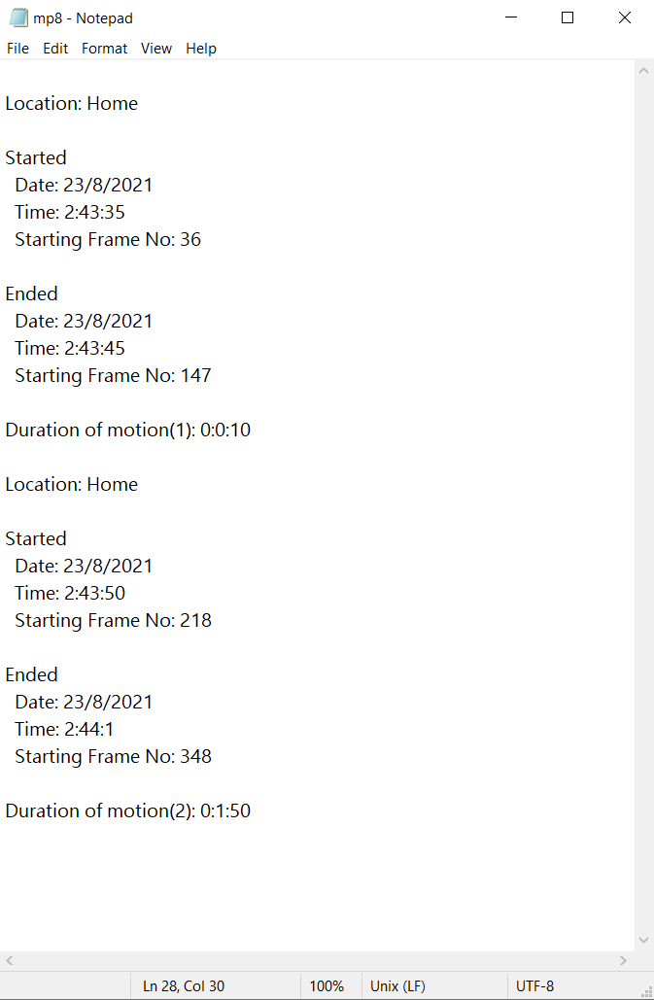 mp8 - Notepad
File Edit Format View Help
Location: Home
Started
Date: 23/8/2021
Time: 2:43:35
Starting Frame No: 36
Ended
Date: 23/8/2021
Time: 2:43:45
Starting Frame No: 147
Duration of motion(1): 0:0:10
Location: Home
Started
Date: 23/8/2021
Time: 2:43:50
Starting Frame No: 218
Ended
Date: 23/8/2021
Time: 2:44:1
Starting Frame No: 348
Duration of motion(2): 0:1:50
Ln 28, Col 30 100% Unix (LF) UTF-8